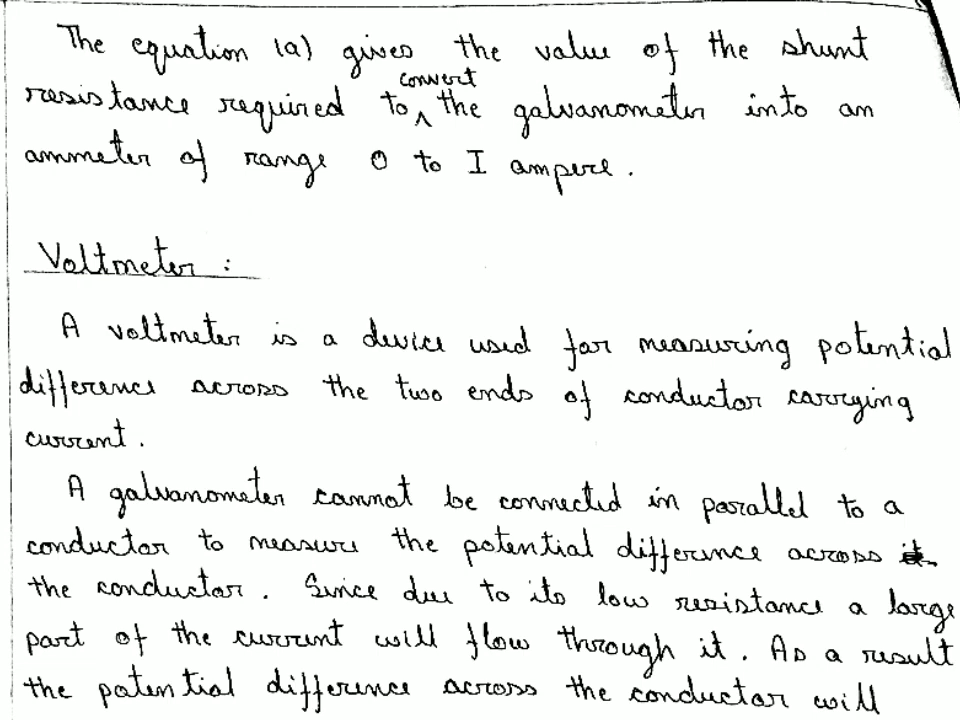 The equation (a) gives the value of the shunt
resistance required to convert the galvanometer into an
ammeter of range 0 to I ampere.
Voltmeter :
A voltmeter is a device used for measuring potential
difference across the two ends of conductor carrying
current.
A galvanometer cannot be connected in parallel to a
conductor to measure the potential difference across
the conductor. Since due to its low resistance a large
part of the current will flow through it. As a result
the potential difference across the conductor will